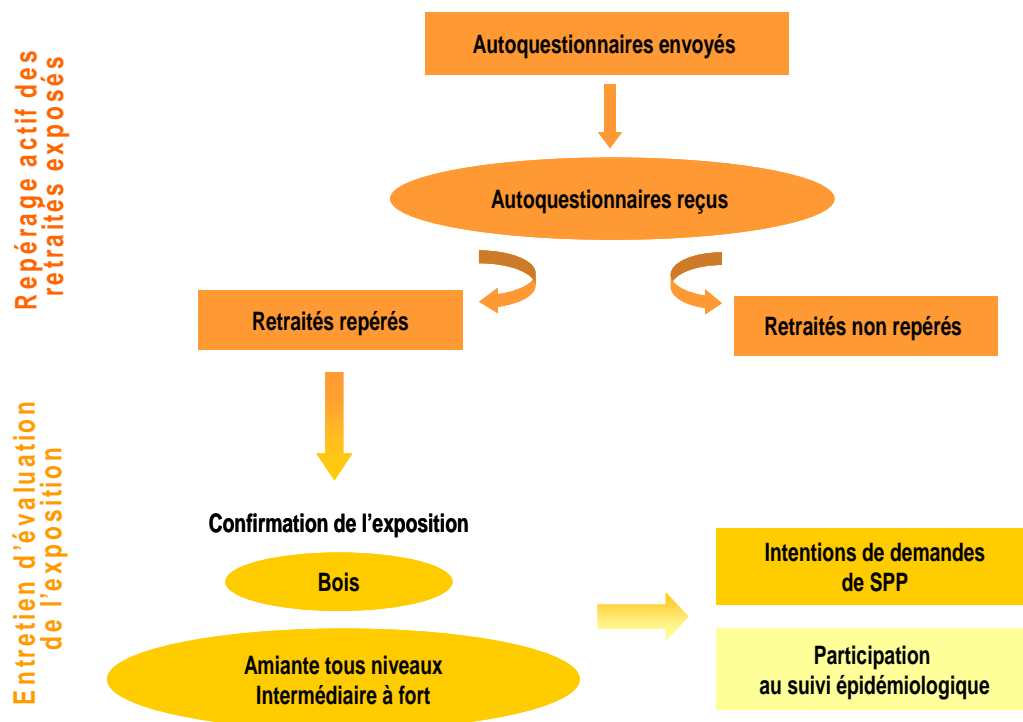 Repérage actif des
retraités exposés
Autoquestionnaires envoyés
Autoquestionnaires reçus
Retraités repérés
Retraités non repérés
Entretien d'évaluation
de l'exposition
Confirmation de l'exposition
Bois
Amiante tous niveaux
Intermédiaire à fort
Intentions de demandes
de SPP
Participation
au suivi épidémiologique